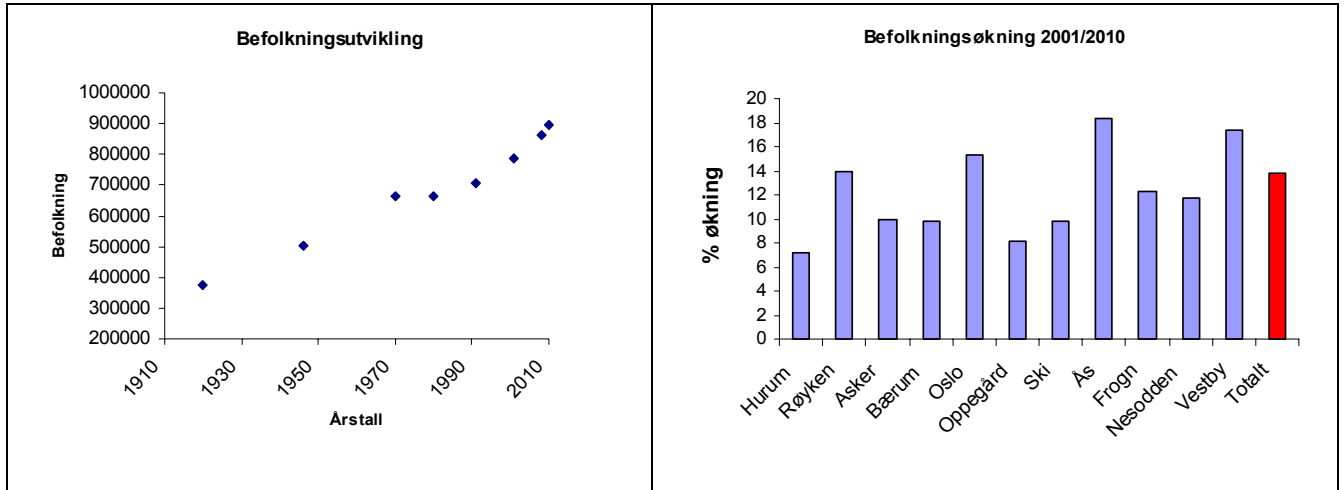 Befolkningsutvikling
1000000
900000
800000
700000
600000
500000
400000
300000
200000
Befolkning
1910
1930
1950
1970
1990
2010
Årstall
Befolkningsøkning 2001/2010
20
18
16
14
12
10
8
6
4
2
0
% økning
Hurum
Røyken
Asker
Bærum
Oslo
Oppegård
Ski
Ås
Frogn
Nesodden
Vestby
Totalt